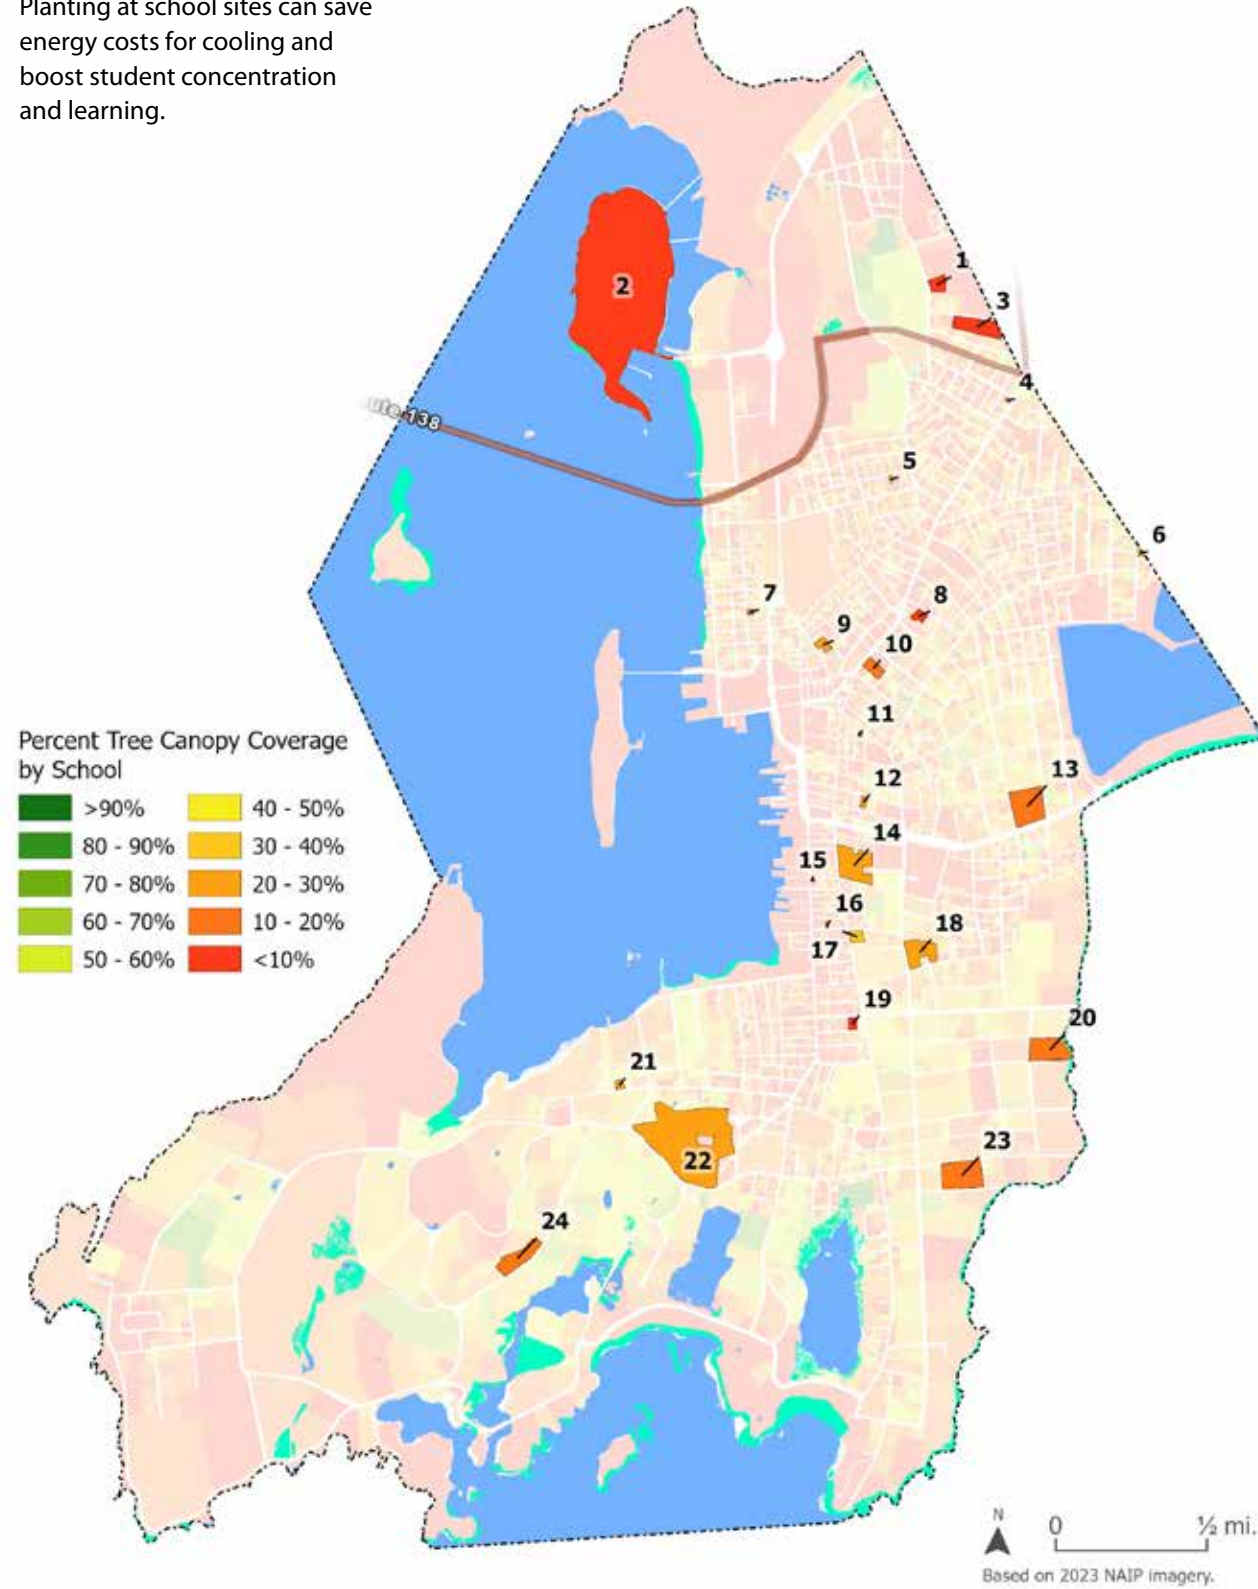 Planting at school sites can save
energy costs for cooling and
boost student concentration
and learning.
1
2
3
ute 138
4
5
6
7
8
9
10
11
Percent Tree Canopy Coverage
by School
>90%
80 - 90%
70 - 80%
60 - 70%
50 - 60%
40 - 50%
30 - 40%
20 - 30%
10 - 20%
<10%
12
13
14
15
16
17
18
19
20
21
22
23
24
N
0
½ mi.
Based on 2023 NAIP imagery.